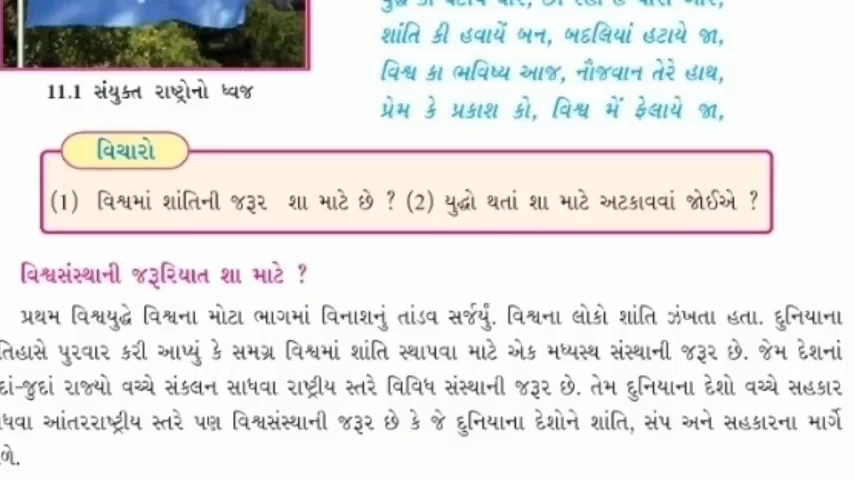 શાંતિ કી હવાયેં બન, બદલિયાં હટાયે જા,
વિશ્વ કા ભવિષ્ય આજ, નૌજવાન તેરે હાથ,
પ્રેમ કે પ્રકાશ કો, વિશ્વ મેં ફેલાયે જા,
11.1 સંયુક્ત રાષ્ટ્રોનો ધ્વજ
વિચારો
(1) વિશ્વમાં શાંતિની જરૂર શા માટે છે ? (2) યુદ્ધો થતાં શા માટે અટકાવવાં જોઈએ ?
વિશ્વસંસ્થાની જરૂરિયાત શા માટે ?
પ્રથમ વિશ્વયુદ્ધે વિશ્વના મોટા ભાગમાં વિનાશનું તાંડવ સર્જ્યું. વિશ્વના લોકો શાંતિ ઝંખતા હતા. દુનિયાના
તિહાસે પુરવાર કરી આપ્યું કે સમગ્ર વિશ્વમાં શાંતિ સ્થાપવા માટે એક મધ્યસ્થ સંસ્થાની જરૂર છે. જેમ દેશનાં
દાં-જુદાં રાજ્યો વચ્ચે સંકલન સાધવા રાષ્ટ્રીય સ્તરે વિવિધ સંસ્થાની જરૂર છે. તેમ દુનિયાના દેશો વચ્ચે સહકાર
ધવા આંતરરાષ્ટ્રીય સ્તરે પણ વિશ્વસંસ્થાની જરૂર છે કે જે દુનિયાના દેશોને શાંતિ, સંપ અને સહકારના માર્ગે
ળે.